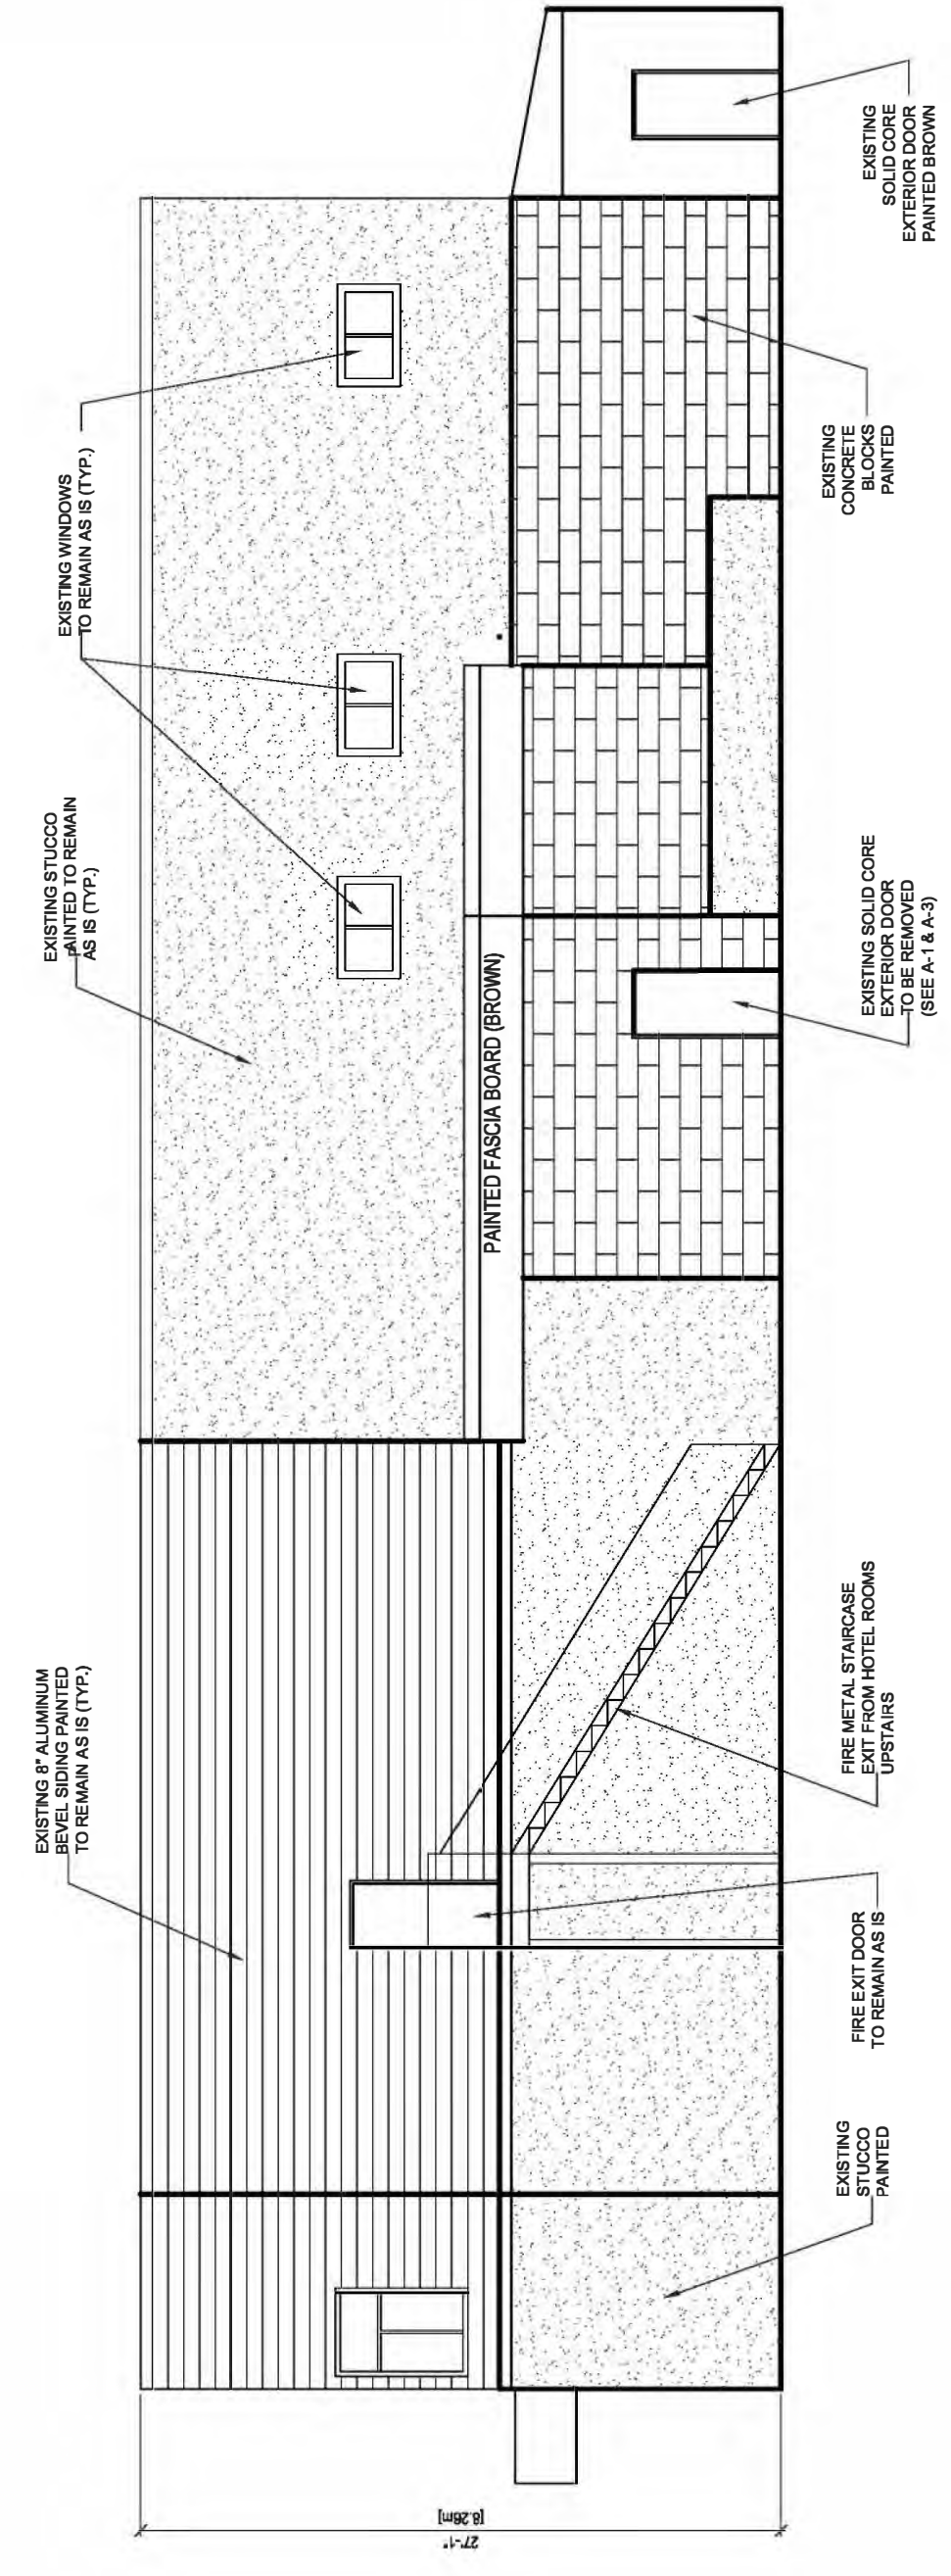 EXISTING 8" ALUMINUM
BEVEL SIDING PAINTED
TO REMAIN AS IS (TYP.)
EXISTING STUCCO
PAINTED TO REMAIN
AS IS (TYP.)
EXISTING WINDOWS
TO REMAIN AS IS (TYP.)
PAINTED FASCIA BOARD (BROWN)
27'-1"
[8.26m]
EXISTING
STUCCO
PAINTED
FIRE EXIT DOOR
TO REMAIN AS IS
FIRE METAL STAIRCASE
EXIT FROM HOTEL ROOMS
UPSTAIRS
EXISTING SOLID CORE
EXTERIOR DOOR
TO BE REMOVED
(SEE A-1 & A-3)
EXISTING
CONCRETE
BLOCKS
PAINTED
EXISTING
SOLID CORE
EXTERIOR DOOR
PAINTED BROWN